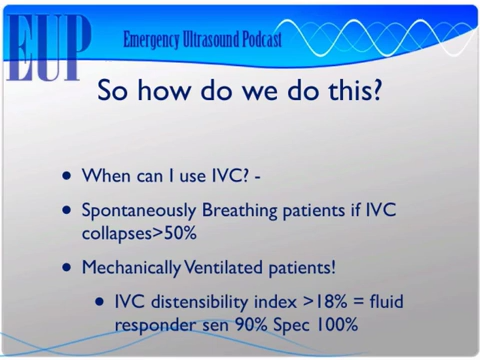 EUP
Emergency Ultrasound Podcast
So how do we do this?
• When can I use IVC? -
• Spontaneously Breathing patients if IVC
collapses>50%
• Mechanically Ventilated patients!
• IVC distensibility index >18% = fluid
responder sen 90% Spec 100%